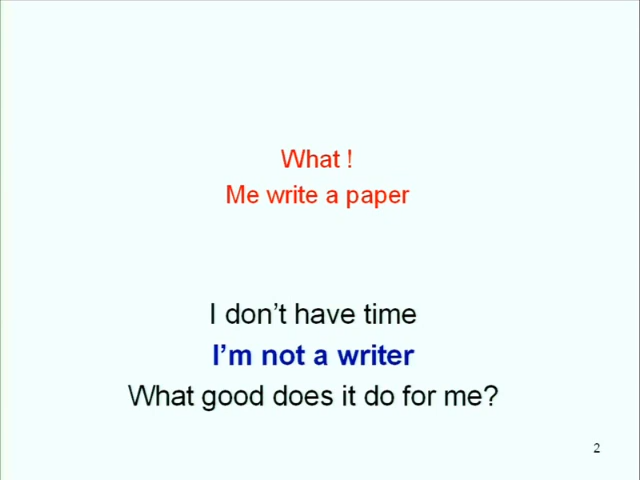 What !
Me write a paper
I don't have time
I'm not a writer
What good does it do for me?
2